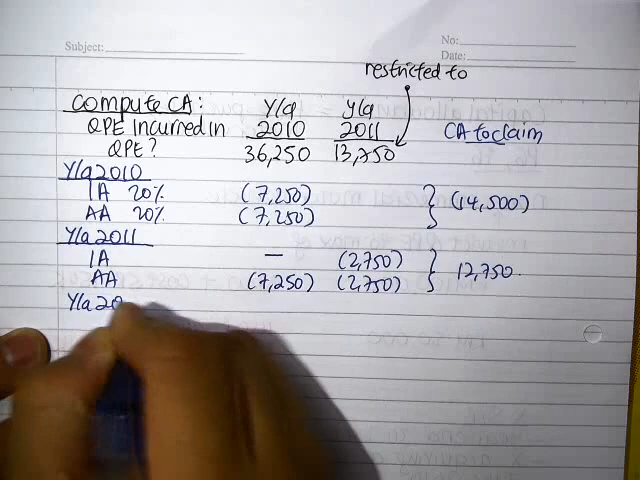 Subject:
No:
Date:
restricted to
Compute CA: Y/a Y/a
QPE Incurred in 2010 2011 CA to claim
QPE? 36,250 13,750
Y/a 2010
IA 20% (7,250)
AA 20% (7,250) } (14,500)
Y/a 2011
IA — (2,750)
AA (7,250) (2,750) } 12,750.
Y/a 20